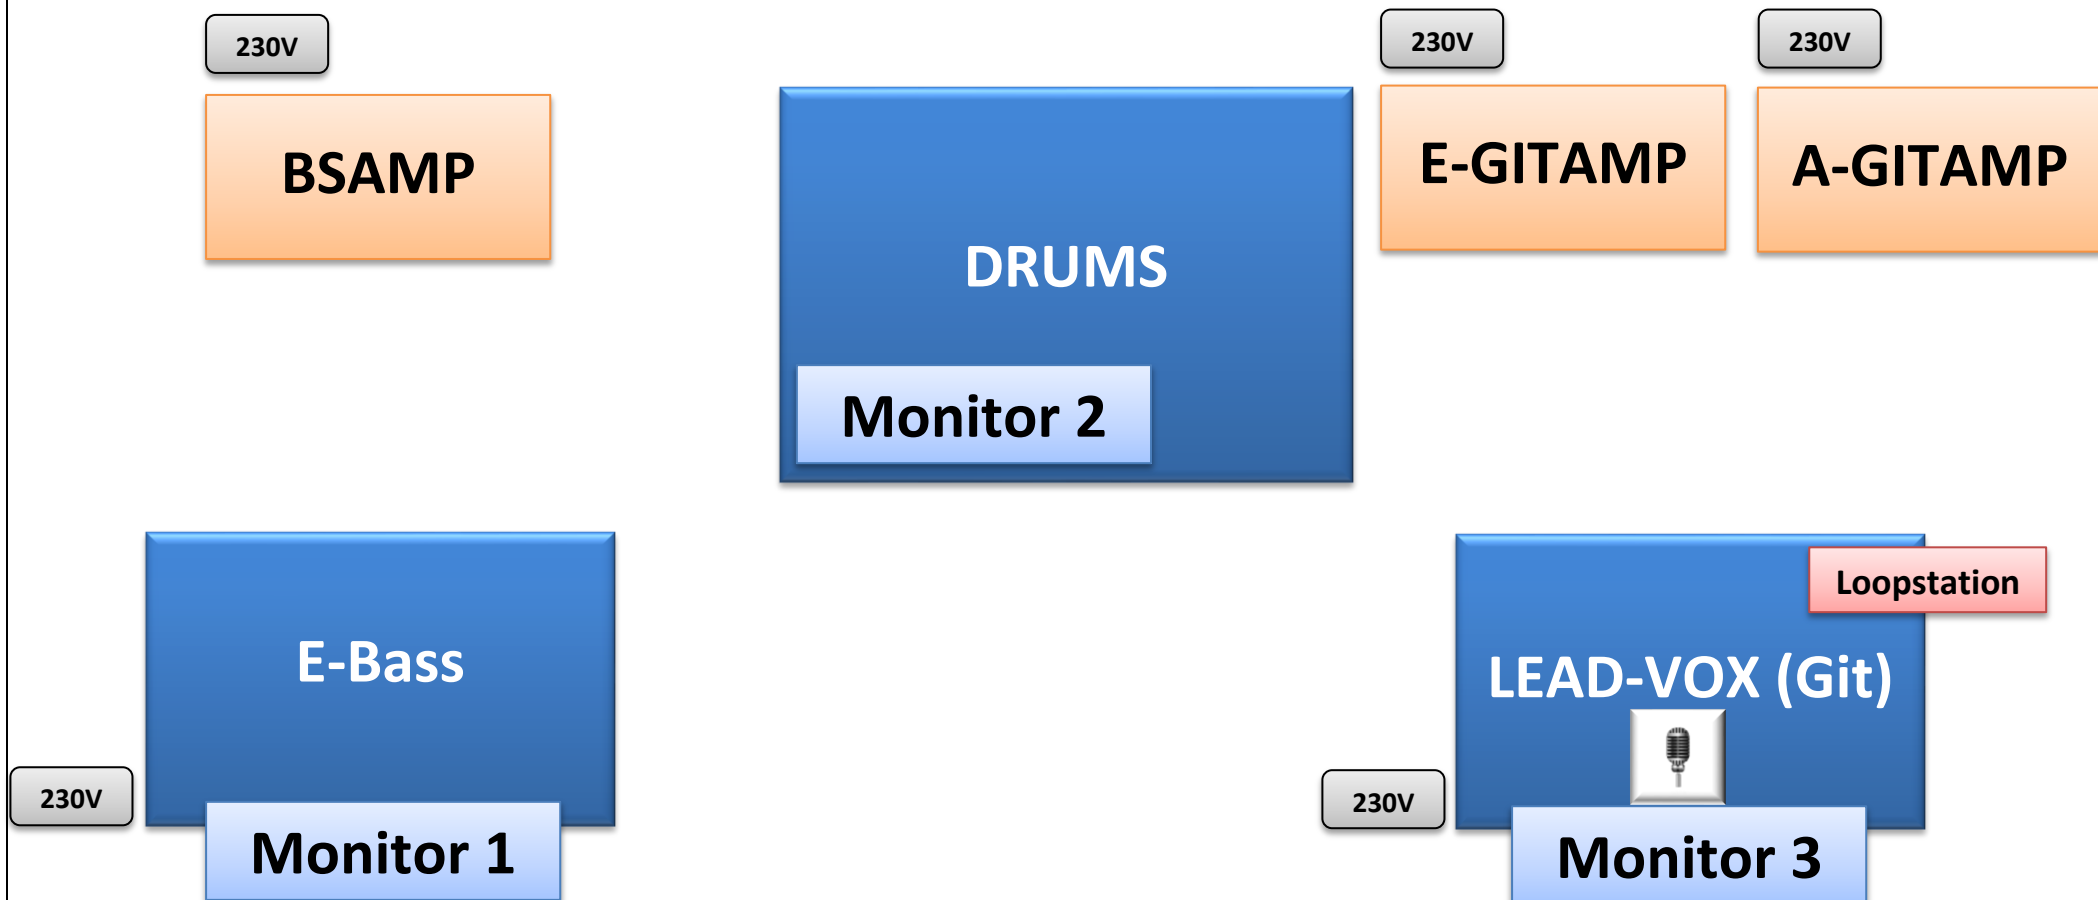 230V
230V
230V
BSAMP
E-GITAMP
A-GITAMP
DRUMS
Monitor 2
Loopstation
E-Bass
LEAD-VOX (Git)
230V
230V
Monitor 1
Monitor 3